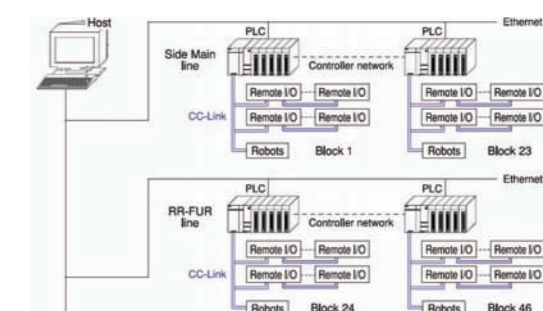 Host
Ethernet
PLC PLC
Side Main
line
Controller network
Remote I/O Remote I/O Remote I/O Remote I/O
CC-Link
Remote I/O Remote I/O Remote I/O Remote I/O
Robots Block 1 Robots Block 23
Ethernet
PLC PLC
RR-FUR
line
Controller network
Remote I/O Remote I/O Remote I/O Remote I/O
CC-Link
Remote I/O Remote I/O Remote I/O Remote I/O
Robots Block 24 Robots Block 46